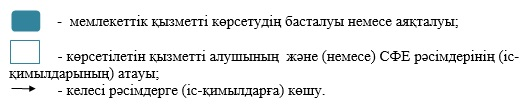 - мемлекеттік қызметті көрсетудің басталуы немесе аяқталуы;
- көрсетілетін қызметті алушының және (немесе) СФЕ рәсімдерінің (іс-
қимылдарының) атауы;
- келесі рәсімдерге (іс-қимылдарға) көшу.